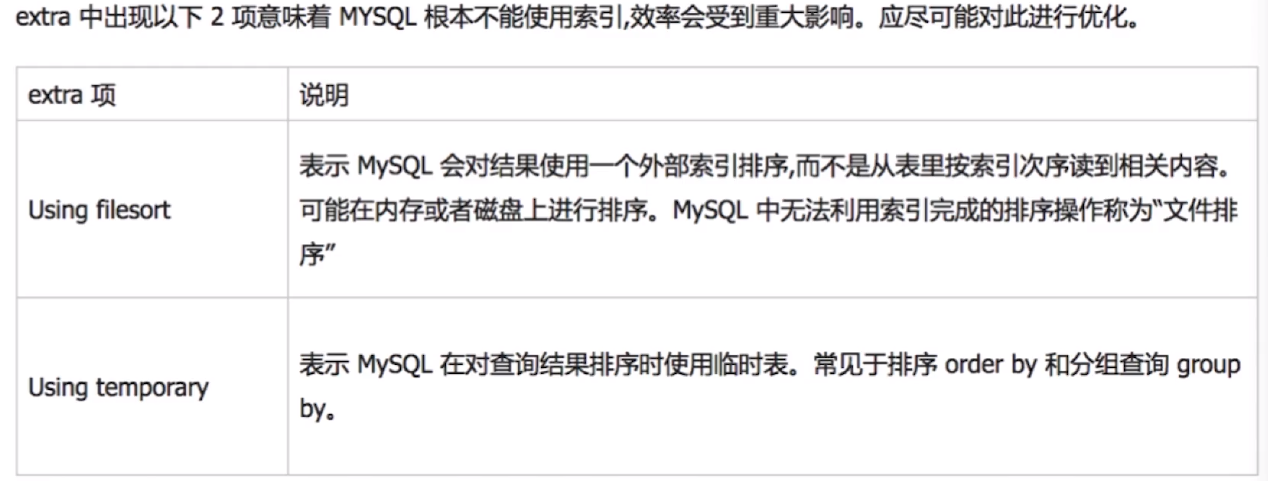 extra 中出现以下 2 项意味着 MYSQL 根本不能使用索引,效率会受到重大影响。应尽可能对此进行优化。
extra 项
说明
Using filesort
表示 MySQL 会对结果使用一个外部索引排序,而不是从表里按索引次序读到相关内容。
可能在内存或者磁盘上进行排序。MySQL 中无法利用索引完成的排序操作称为“文件排
序”
Using temporary
表示 MySQL 在对查询结果排序时使用临时表。常见于排序 order by 和分组查询 group
by。